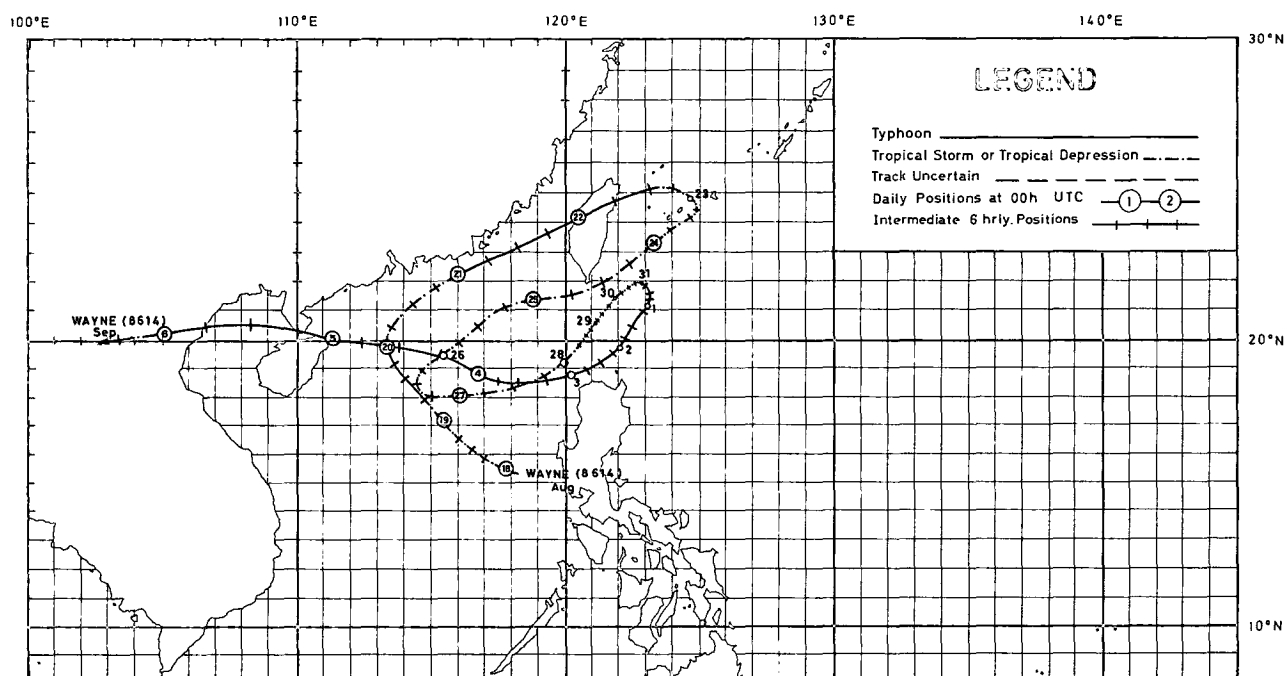 100°E 110°E 120°E 130°E 140°E
30°N
LEGEND
Typhoon
Tropical Storm or Tropical Depression
Track Uncertain
Daily Positions at 00h UTC 1 2
Intermediate 6 hrly. Positions
23
22
24
21
31
30
25
1
29
WAYNE (8614)
Sep
6
5
20
26
28
2
20°N
4
3
27
19
18
WAYNE (8614)
Aug
10°N